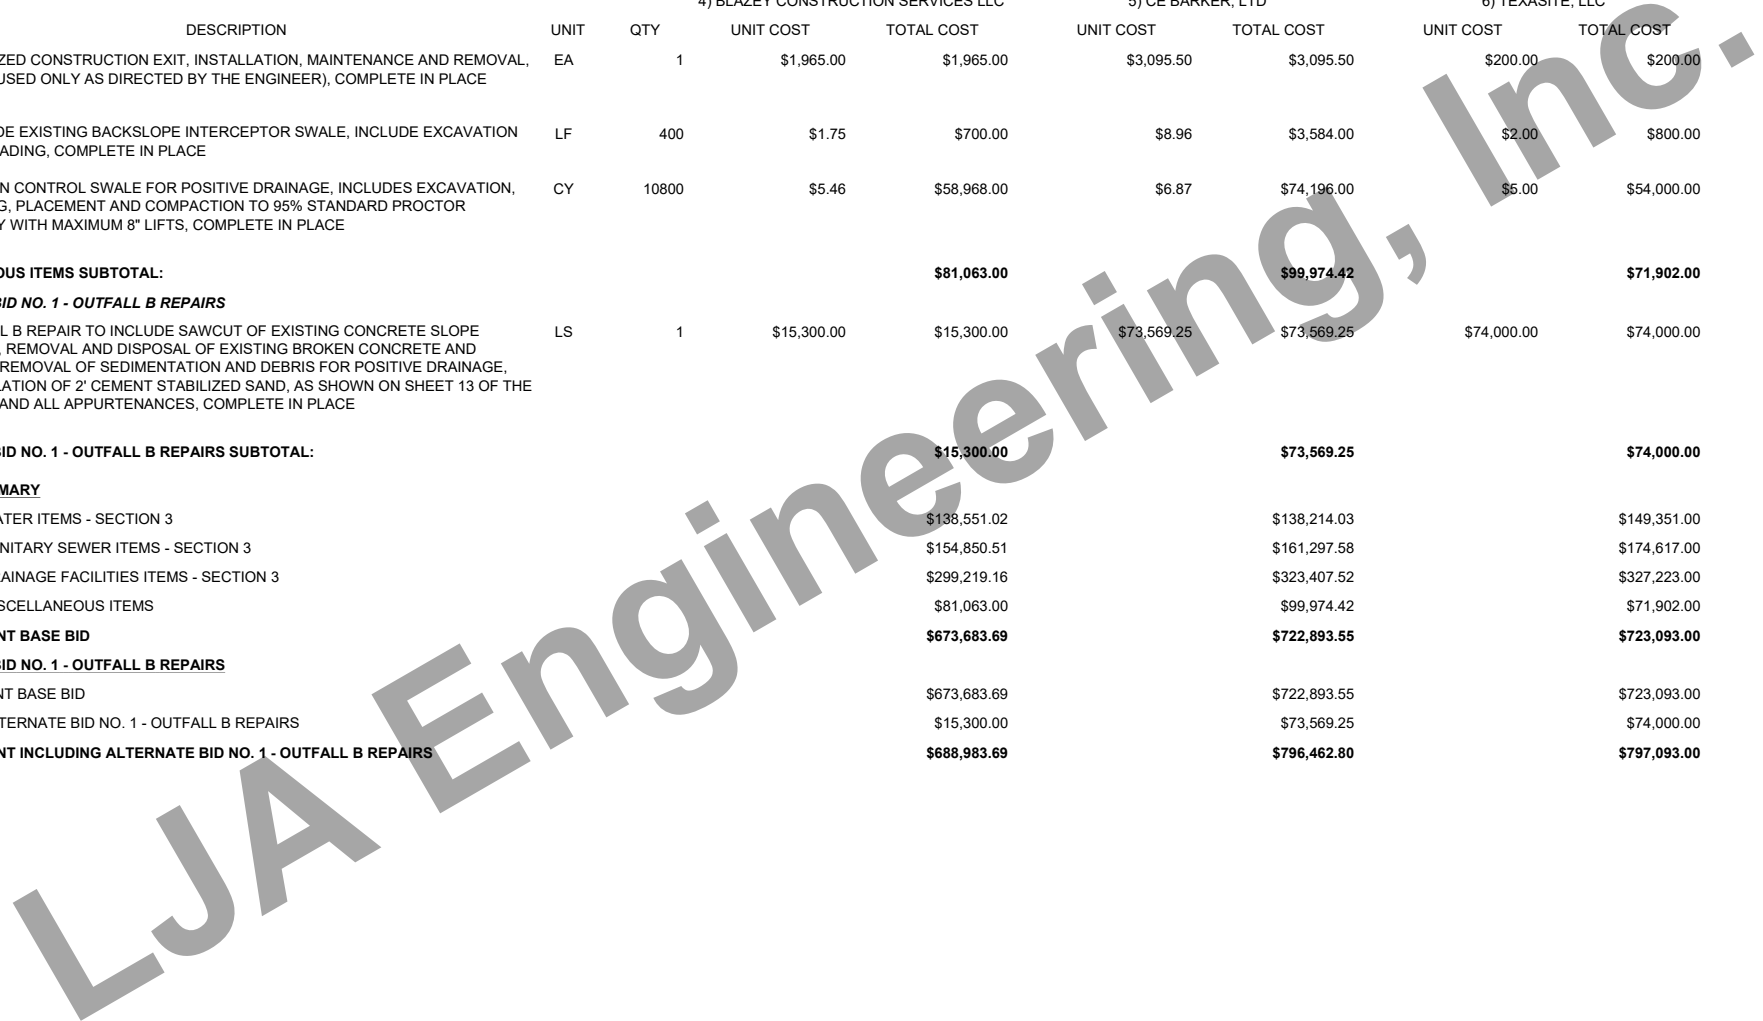 4) BLAZEY CONSTRUCTION SERVICES LLC 5) CE BARKER, LTD 6) TEXASITE, LLC
DESCRIPTION UNIT QTY UNIT COST TOTAL COST UNIT COST TOTAL COST UNIT COST TOTAL COST
ZED CONSTRUCTION EXIT, INSTALLATION, MAINTENANCE AND REMOVAL, EA 1 $1,965.00 $1,965.00 $3,095.50 $3,095.50 $200.00 $200.00
USED ONLY AS DIRECTED BY THE ENGINEER), COMPLETE IN PLACE
DE EXISTING BACKSLOPE INTERCEPTOR SWALE, INCLUDE EXCAVATION LF 400 $1.75 $700.00 $8.96 $3,584.00 $2.00 $800.00
ADING, COMPLETE IN PLACE
N CONTROL SWALE FOR POSITIVE DRAINAGE, INCLUDES EXCAVATION, CY 10800 $5.46 $58,968.00 $6.87 $74,196.00 $5.00 $54,000.00
G, PLACEMENT AND COMPACTION TO 95% STANDARD PROCTOR
Y WITH MAXIMUM 8" LIFTS, COMPLETE IN PLACE
OUS ITEMS SUBTOTAL: $81,063.00 $99,974.42 $71,902.00
BID NO. 1 - OUTFALL B REPAIRS
L B REPAIR TO INCLUDE SAWCUT OF EXISTING CONCRETE SLOPE LS 1 $15,300.00 $15,300.00 $73,569.25 $73,569.25 $74,000.00 $74,000.00
, REMOVAL AND DISPOSAL OF EXISTING BROKEN CONCRETE AND
REMOVAL OF SEDIMENTATION AND DEBRIS FOR POSITIVE DRAINAGE,
LATION OF 2' CEMENT STABILIZED SAND, AS SHOWN ON SHEET 13 OF THE
AND ALL APPURTENANCES, COMPLETE IN PLACE
BID NO. 1 - OUTFALL B REPAIRS SUBTOTAL: $15,300.00 $73,569.25 $74,000.00
MARY
ATER ITEMS - SECTION 3 $138,551.02 $138,214.03 $149,351.00
NITARY SEWER ITEMS - SECTION 3 $154,850.51 $161,297.58 $174,617.00
RAINAGE FACILITIES ITEMS - SECTION 3 $299,219.16 $323,407.52 $327,223.00
SCELLANEOUS ITEMS $81,063.00 $99,974.42 $71,902.00
NT BASE BID $673,683.69 $722,893.55 $723,093.00
BID NO. 1 - OUTFALL B REPAIRS
NT BASE BID $673,683.69 $722,893.55 $723,093.00
TERNATE BID NO. 1 - OUTFALL B REPAIRS $15,300.00 $73,569.25 $74,000.00
NT INCLUDING ALTERNATE BID NO. 1 - OUTFALL B REPAIRS $688,983.69 $796,462.80 $797,093.00
LJA Engineering, Inc.